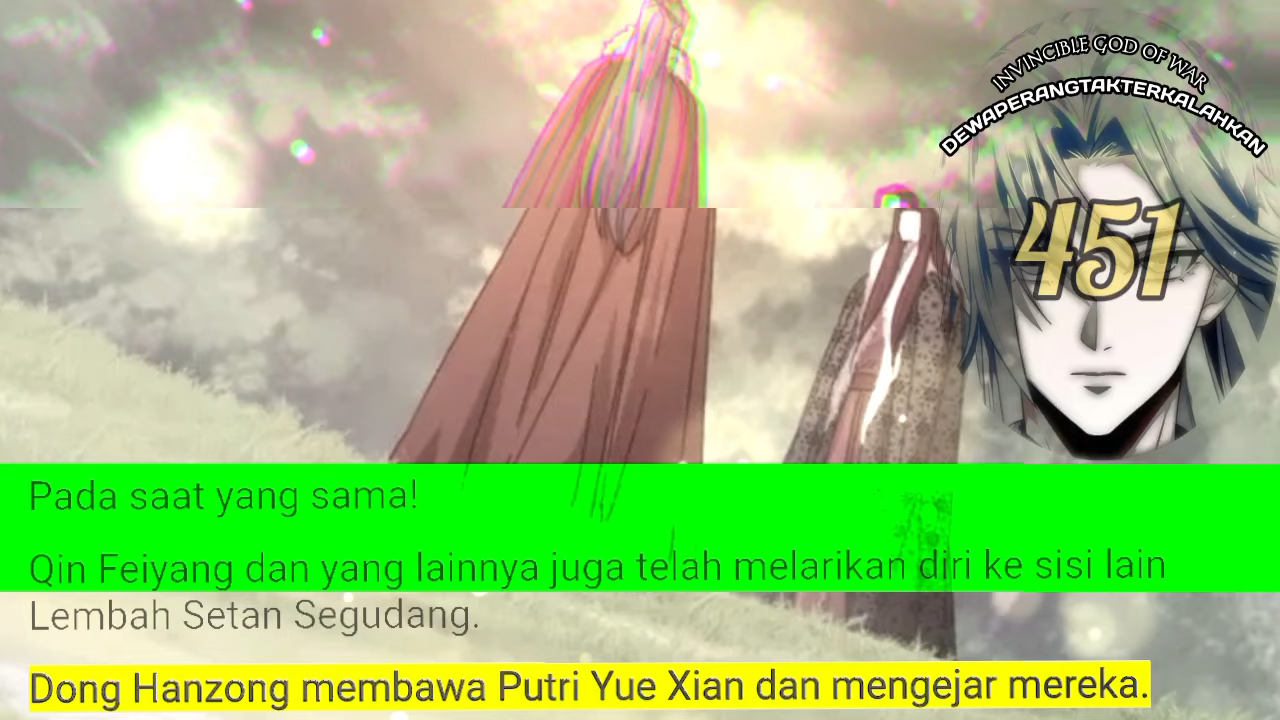 INVINCIBLE GOD OF WAR
DEWAPERANGTAKTERKALAHKAN
451
Pada saat yang sama!
Qin Feiyang dan yang lainnya juga telah melarikan diri ke sisi lain
Lembah Setan Segudang.
Dong Hanzong membawa Putri Yue Xian dan mengejar mereka.